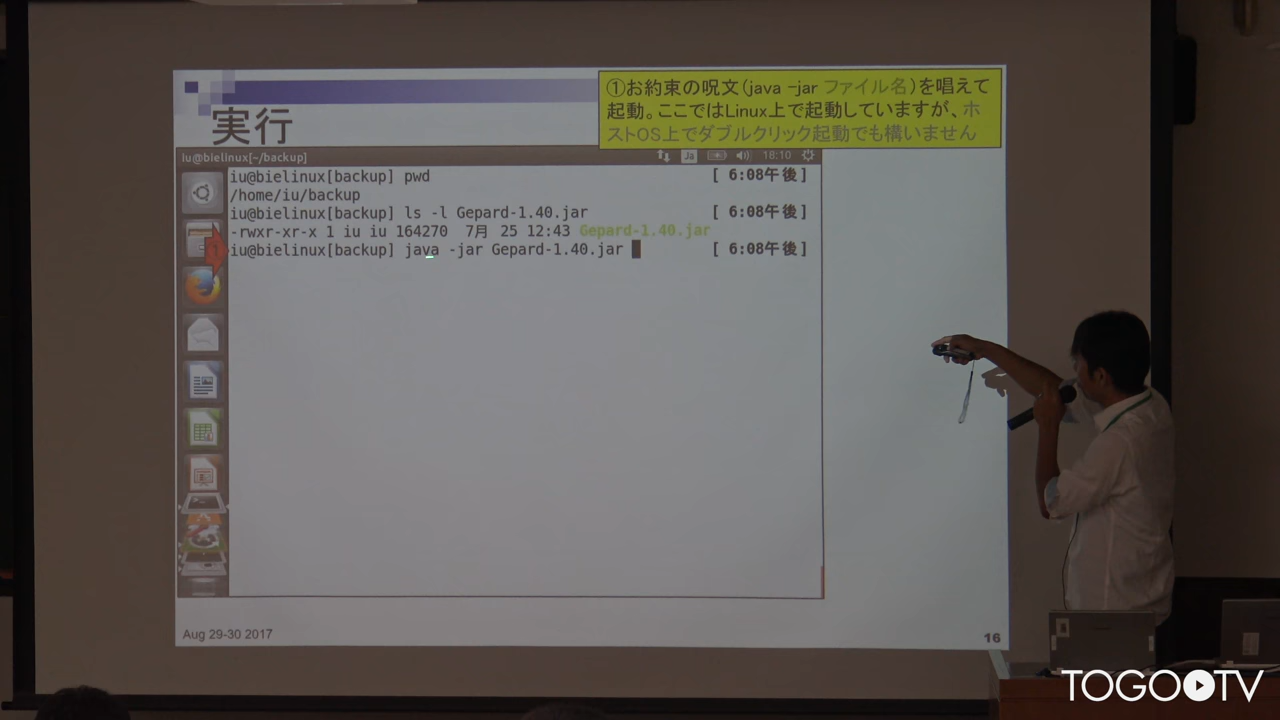 実行
①お約束の呪文(java –jar ファイル名)を唱えて
起動。ここではLinux上で起動していますが、ホ
ストOS上でダブルクリック起動でも構いません
iu@bielinux[~/backup]
Ja
18:10
iu@bielinux[backup] pwd [ 6:08午後]
/home/iu/backup
iu@bielinux[backup] ls -l Gepard-1.40.jar [ 6:08午後]
-rwxr-xr-x 1 iu iu 164270 7月 25 12:43 Gepard-1.40.jar
iu@bielinux[backup] java -jar Gepard-1.40.jar [ 6:08午後]
Aug 29-30 2017
16
TOGO TV